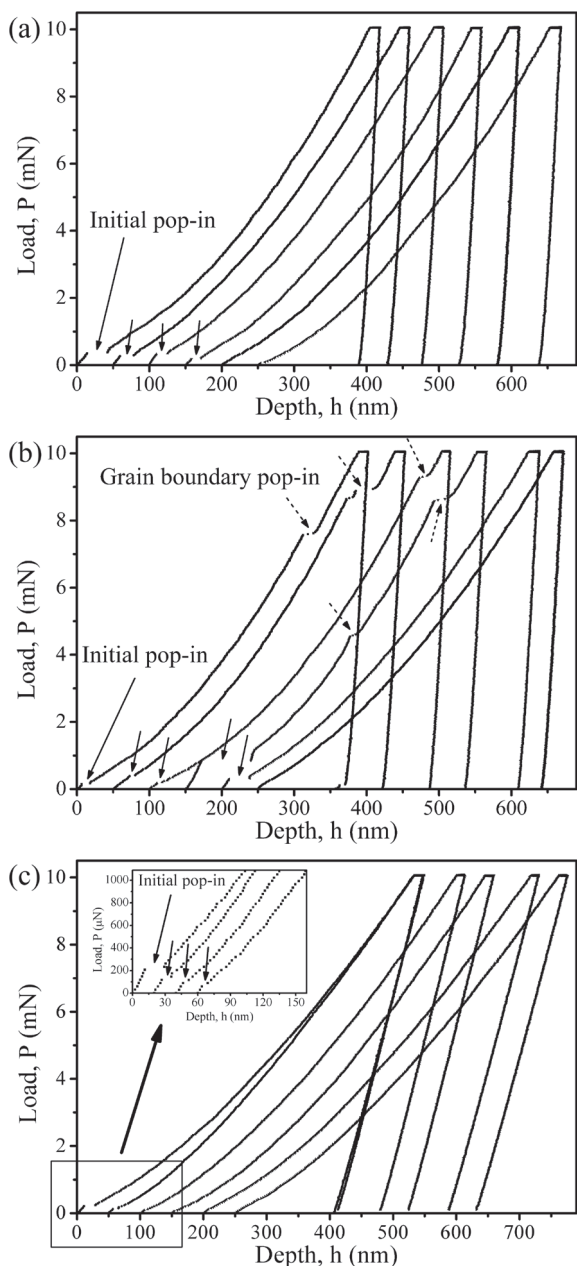 (a)
10
8
6
4
2
0
Load, P (mN)
Initial pop-in
0 100 200 300 400 500 600
Depth, h (nm)
(b)
10
8
6
4
2
0
Load, P (mN)
Grain boundary pop-in
Initial pop-in
0 100 200 300 400 500 600
Depth, h (nm)
(c)
10
8
6
4
2
0
Load, P (mN)
1000
800
600
400
200
0
Load, P (μN)
Initial pop-in
0 30 60 90 120 150
Depth, h (nm)
0 100 200 300 400 500 600 700
Depth, h (nm)